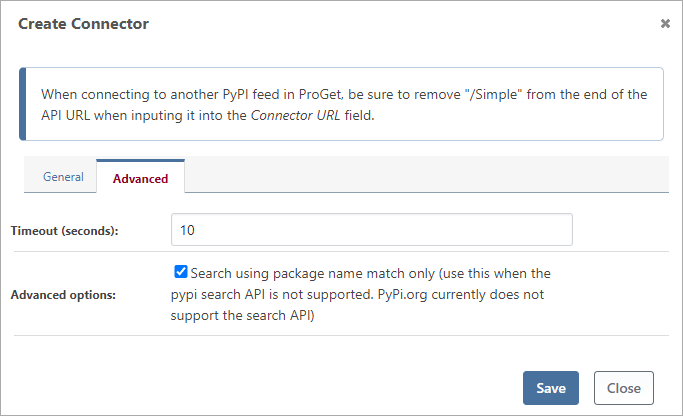 Create Connector
When connecting to another PyPI feed in ProGet, be sure to remove "/Simple" from the end of the
API URL when inputing it into the Connector URL field.
General
Advanced
Timeout (seconds):
10
Advanced options:
Search using package name match only (use this when the
pypi search API is not supported. PyPi.org currently does not
support the search API)
Save
Close